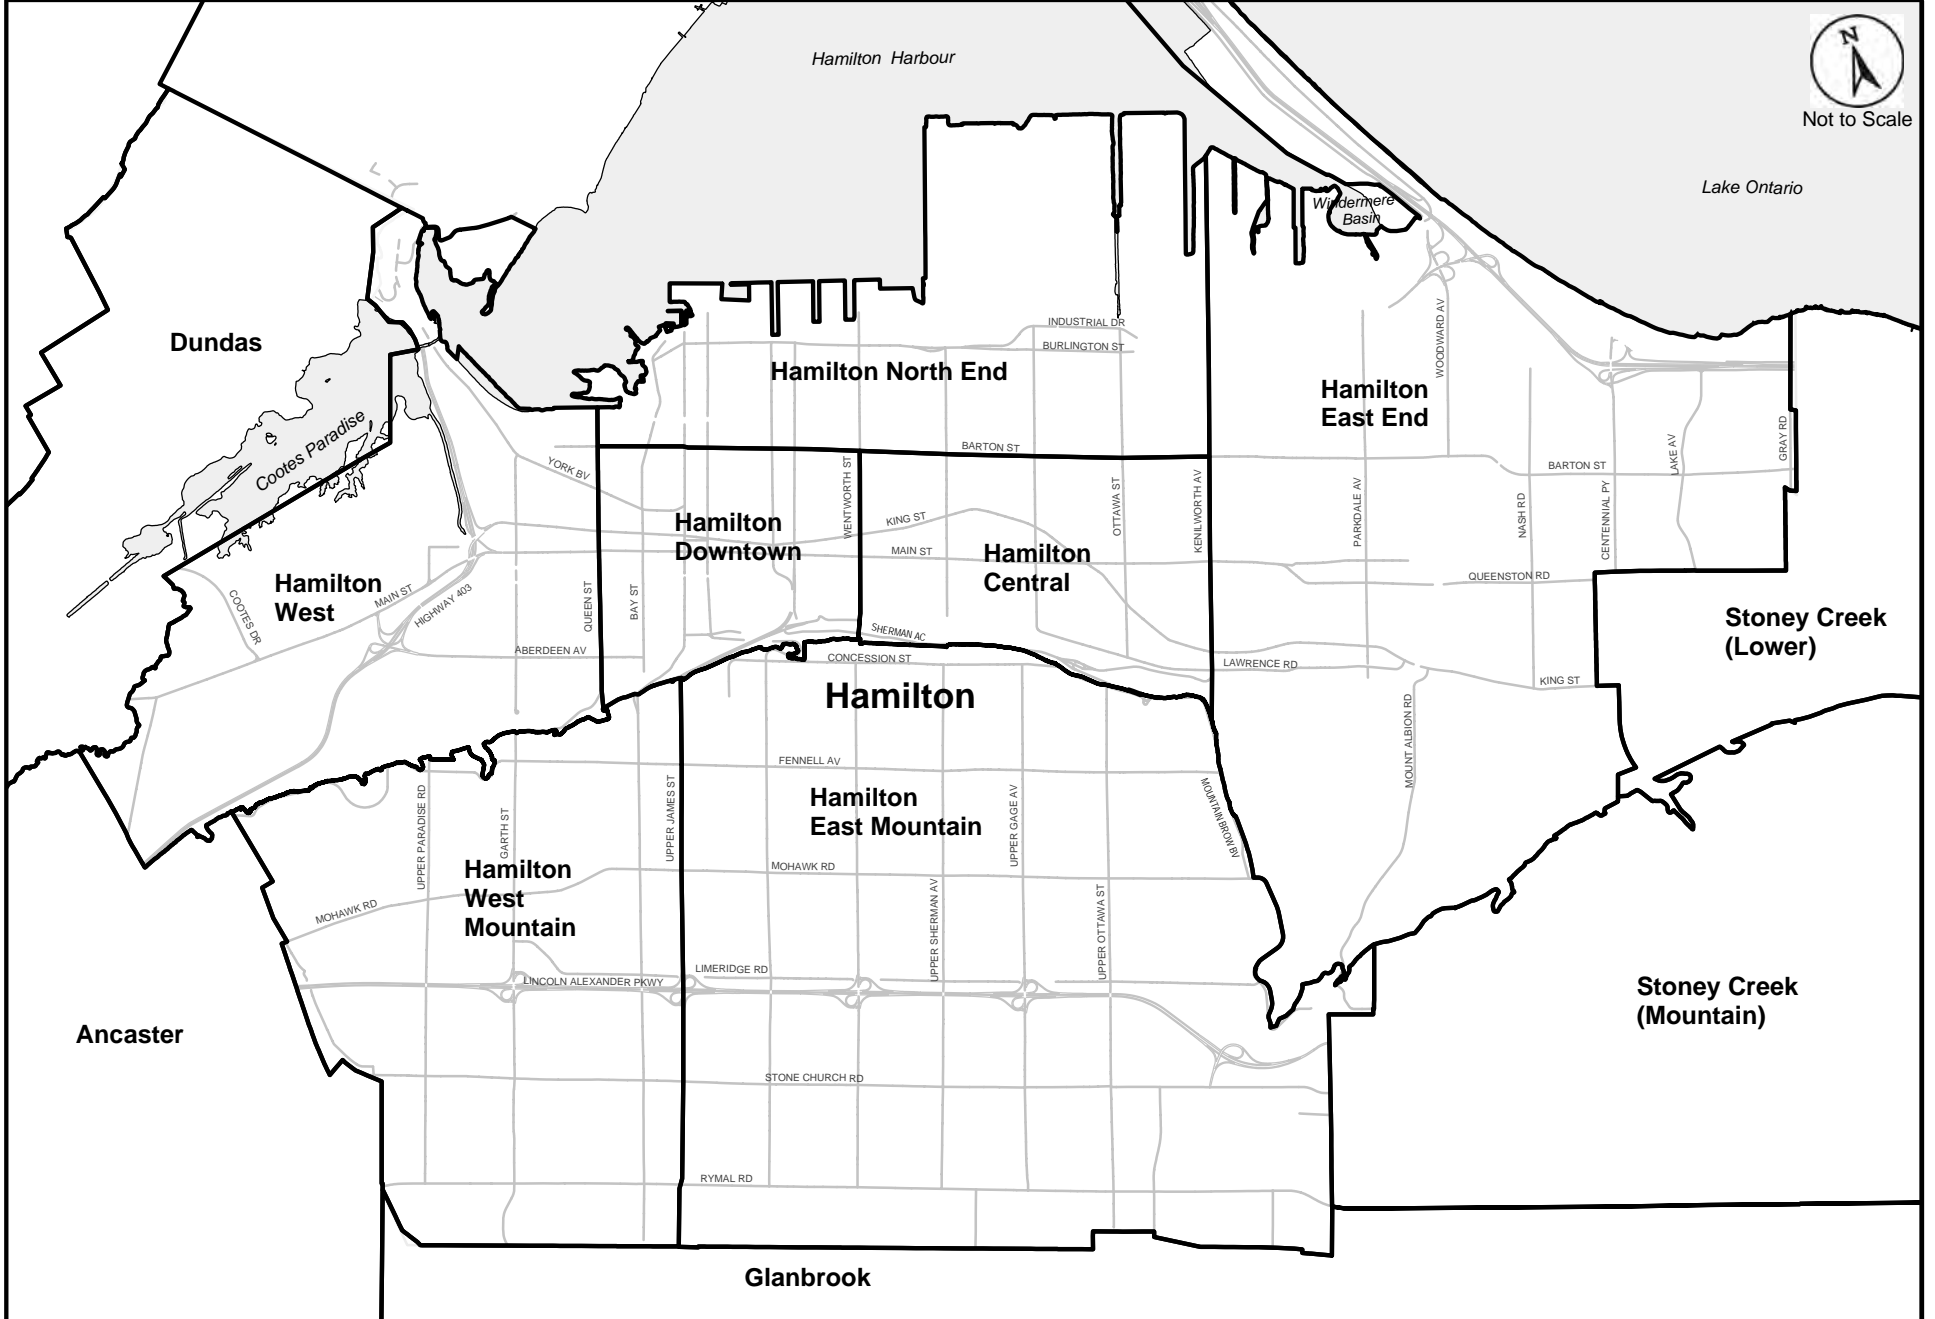 Hamilton Harbour
N
Not to Scale
Lake Ontario
Windermere
Basin
Dundas
INDUSTRIAL DR
BURLINGTON ST
Hamilton North End
WOODWARD AV
Hamilton
East End
Cootes Paradise
BARTON ST
GRAY RD
LAKE AV
YORK BV
WENTWORTH ST
BARTON ST
OTTAWA ST
KENILWORTH AV
PARKDALE AV
NASH RD
CENTENNIAL PY
KING ST
Hamilton
Downtown
MAIN ST
Hamilton
Central
QUEENSTON RD
Hamilton
West
MAIN ST
HIGHWAY 403
COOTES DR
QUEEN ST
BAY ST
Stoney Creek
(Lower)
SHERMAN AC
ABERDEEN AV
CONCESSION ST
LAWRENCE RD
KING ST
Hamilton
MOUNT ALBION RD
FENNELL AV
UPPER PARADISE RD
GARTH ST
UPPER JAMES ST
Hamilton
East Mountain
UPPER GAGE AV
MOUNTAIN BROW BV
Hamilton
West
Mountain
MOHAWK RD
MOHAWK RD
UPPER SHERMAN AV
UPPER OTTAWA ST
LIMERIDGE RD
LINCOLN ALEXANDER PKWY
Stoney Creek
(Mountain)
Ancaster
STONE CHURCH RD
RYMAL RD
Glanbrook